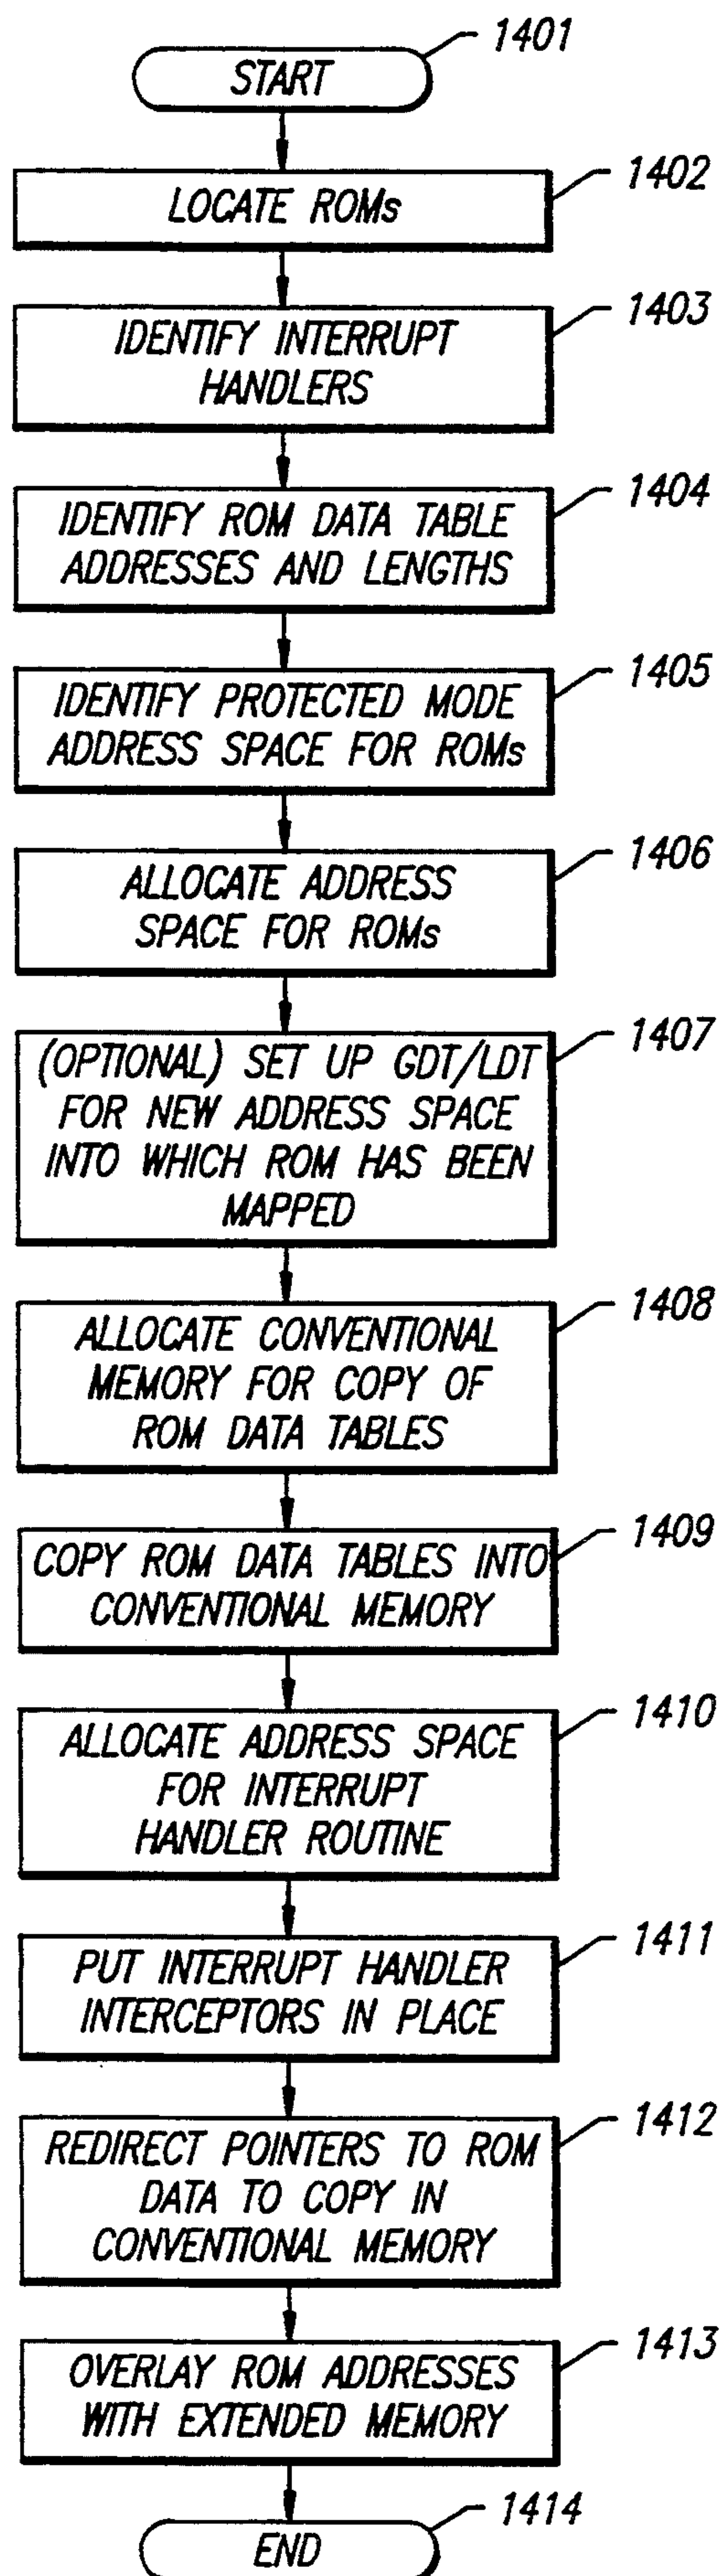 1401
START
1402
LOCATE ROMs
1403
IDENTIFY INTERRUPT
HANDLERS
1404
IDENTIFY ROM DATA TABLE
ADDRESSES AND LENGTHS
1405
IDENTIFY PROTECTED MODE
ADDRESS SPACE FOR ROMs
1406
ALLOCATE ADDRESS
SPACE FOR ROMs
1407
(OPTIONAL) SET UP GDT/LDT
FOR NEW ADDRESS SPACE
INTO WHICH ROM HAS BEEN
MAPPED
1408
ALLOCATE CONVENTIONAL
MEMORY FOR COPY OF
ROM DATA TABLES
1409
COPY ROM DATA TABLES INTO
CONVENTIONAL MEMORY
1410
ALLOCATE ADDRESS SPACE
FOR INTERRUPT
HANDLER ROUTINE
1411
PUT INTERRUPT HANDLER
INTERCEPTORS IN PLACE
1412
REDIRECT POINTERS TO ROM
DATA TO COPY IN
CONVENTIONAL MEMORY
1413
OVERLAY ROM ADDRESSES
WITH EXTENDED MEMORY
1414
END